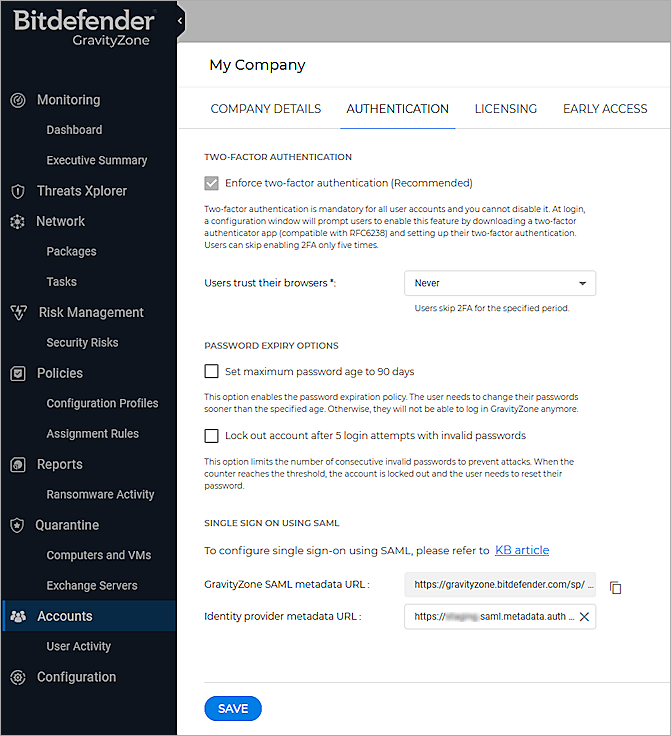 Bitdefender
GravityZone
Monitoring
Dashboard
Executive Summary
Threats Xplorer
Network
Packages
Tasks
Risk Management
Security Risks
Policies
Configuration Profiles
Assignment Rules
Reports
Ransomware Activity
Quarantine
Computers and VMs
Exchange Servers
Accounts
User Activity
Configuration
My Company
COMPANY DETAILS AUTHENTICATION LICENSING EARLY ACCESS
TWO-FACTOR AUTHENTICATION
Enforce two-factor authentication (Recommended)
Two-factor authentication is mandatory for all user accounts and you cannot disable it. At login,
a configuration window will prompt users to enable this feature by downloading a two-factor
authenticator app (compatible with RFC6238) and setting up their two-factor authentication.
Users can skip enabling 2FA only five times.
Users trust their browsers *: Never
Users skip 2FA for the specified period.
PASSWORD EXPIRY OPTIONS
Set maximum password age to 90 days
This option enables the password expiration policy. The user needs to change their passwords
sooner than the specified age. Otherwise, they will not be able to log in GravityZone anymore.
Lock out account after 5 login attempts with invalid passwords
This option limits the number of consecutive invalid passwords to prevent attacks. When the
counter reaches the threshold, the account is locked out and the user needs to reset their
password.
SINGLE SIGN ON USING SAML
To configure single sign-on using SAML, please refer to KB article
GravityZone SAML metadata URL : https://gravityzone.bitdefender.com/sp/ ...
Identity provider metadata URL : https:// .saml.metadata.auth ...
SAVE